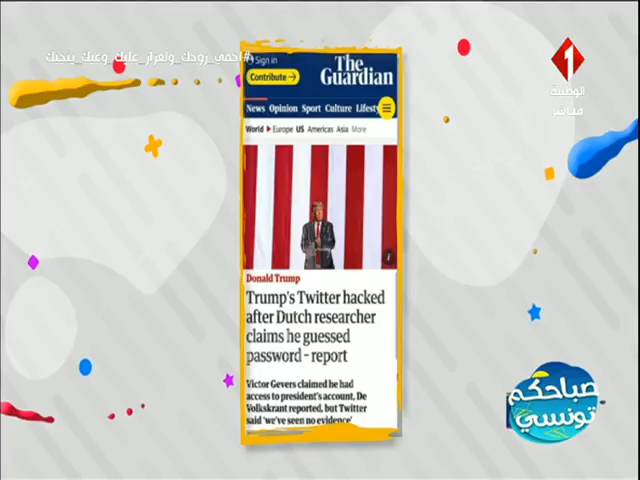 Sign in
Contribute →
The
Guardian
News Opinion Sport Culture Lifesty
World Europe US Americas Asia More
Donald Trump
Trump's Twitter hacked
after Dutch researcher
claims he guessed
password - report
Victor Gevers claimed he had
access to president's account, De
Volkskrant reported, but Twitter
said 'we've seen no evidence'
1
الوطنية
مباشر
صباحكم
تونسي